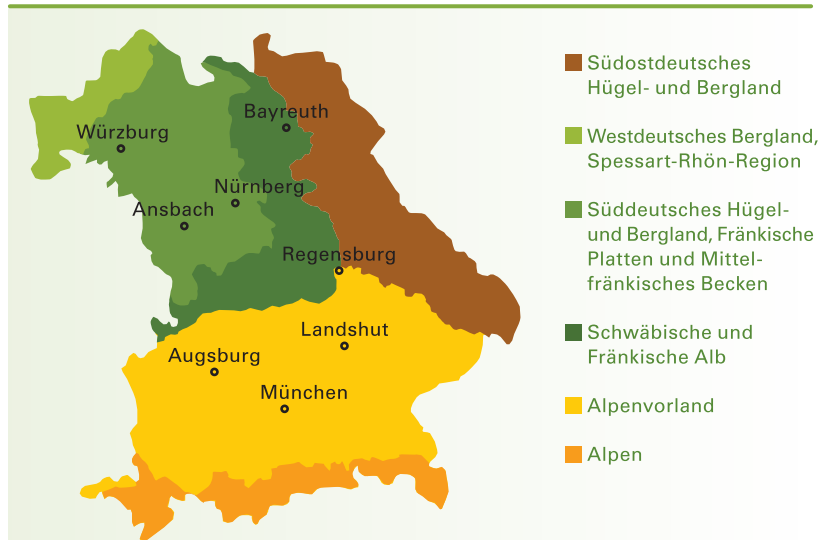 Bayreuth
Würzburg
Nürnberg
Ansbach
Regensburg
Landshut
Augsburg
München
Südostdeutsches
Hügel- und Bergland
Westdeutsches Bergland,
Spessart-Rhön-Region
Süddeutsches Hügel-
und Bergland, Fränkische
Platten und Mittel-
fränkisches Becken
Schwäbische und
Fränkische Alb
Alpenvorland
Alpen